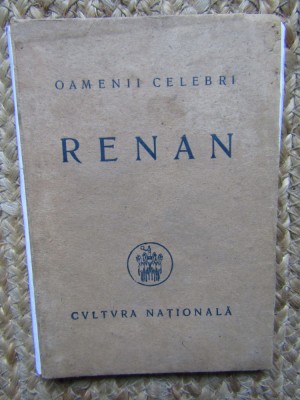 OAMENII CELEBRI
RENAN
CVLTVRA NAȚIONALĂ